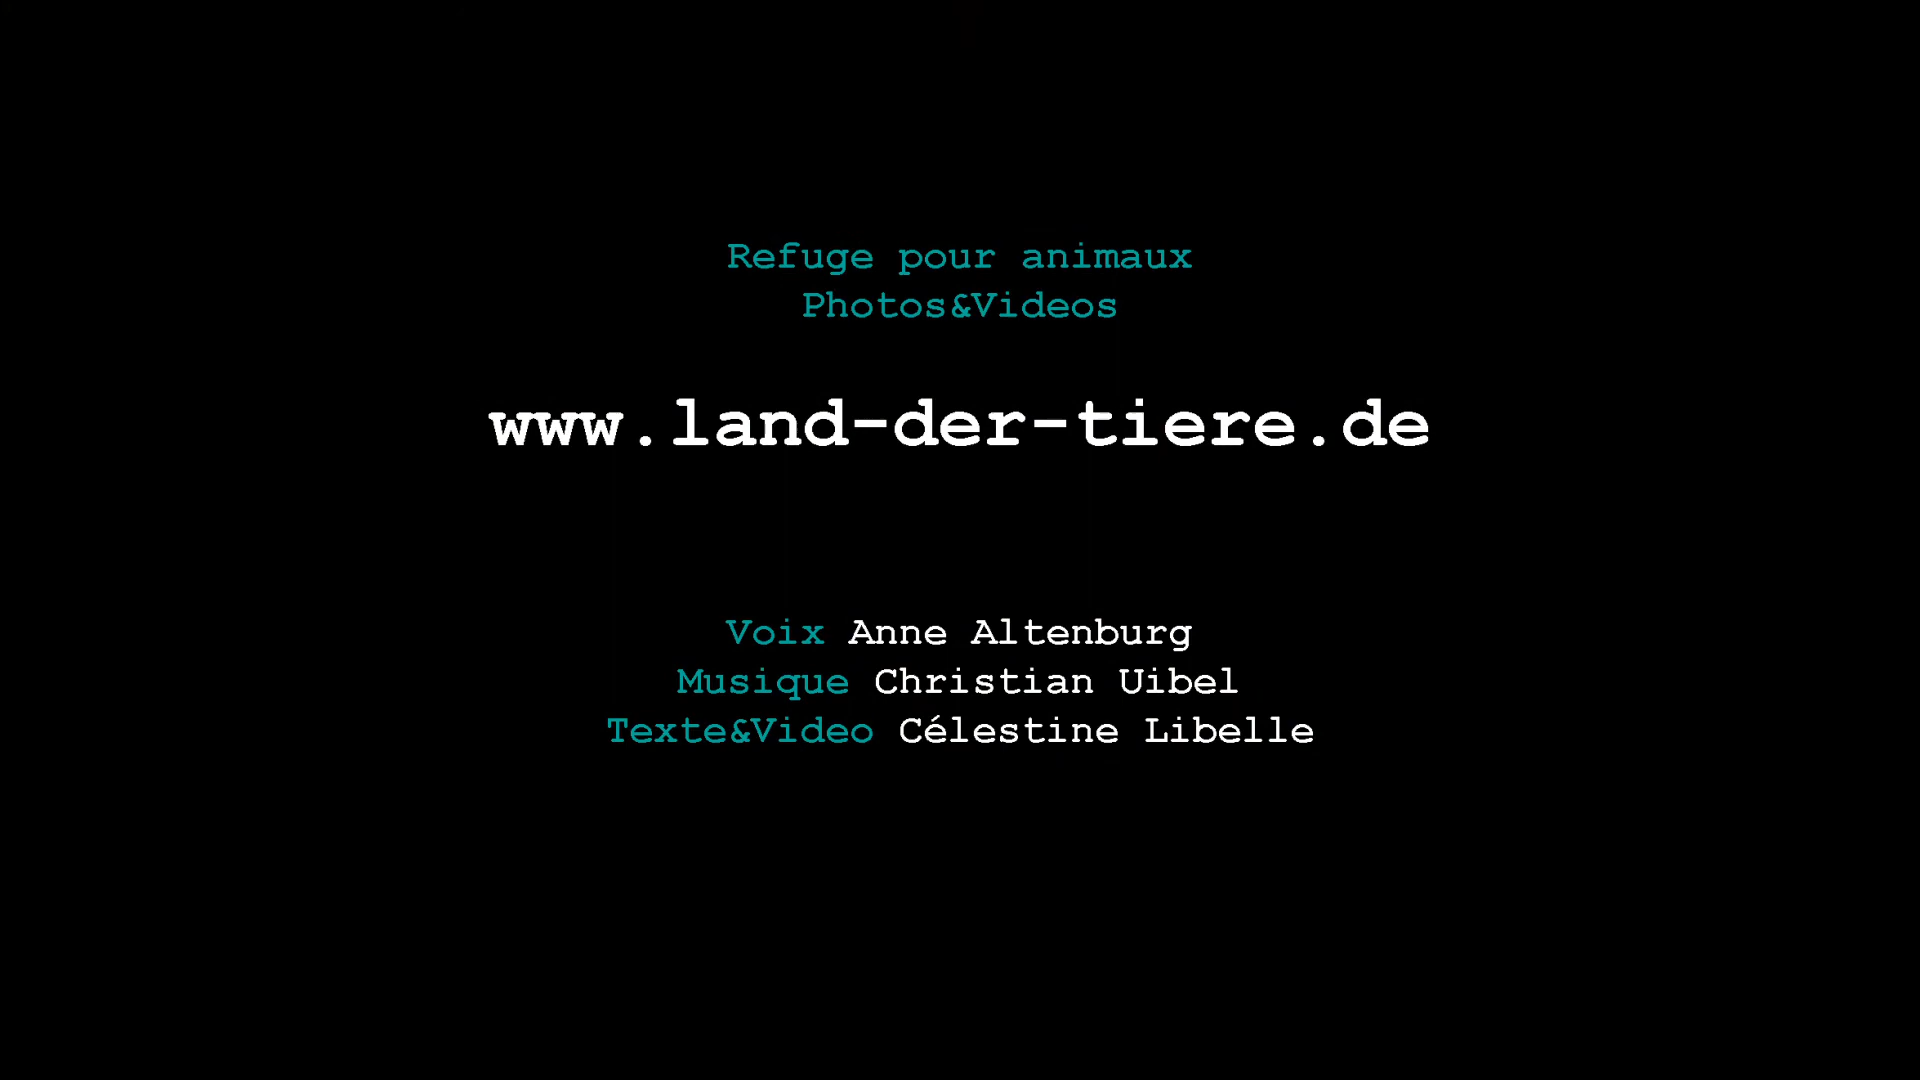 Refuge pour animaux
Photos&Videos
www.land-der-tiere.de
Voix Anne Altenburg
Musique Christian Uibel
Texte&Video Célestine Libelle